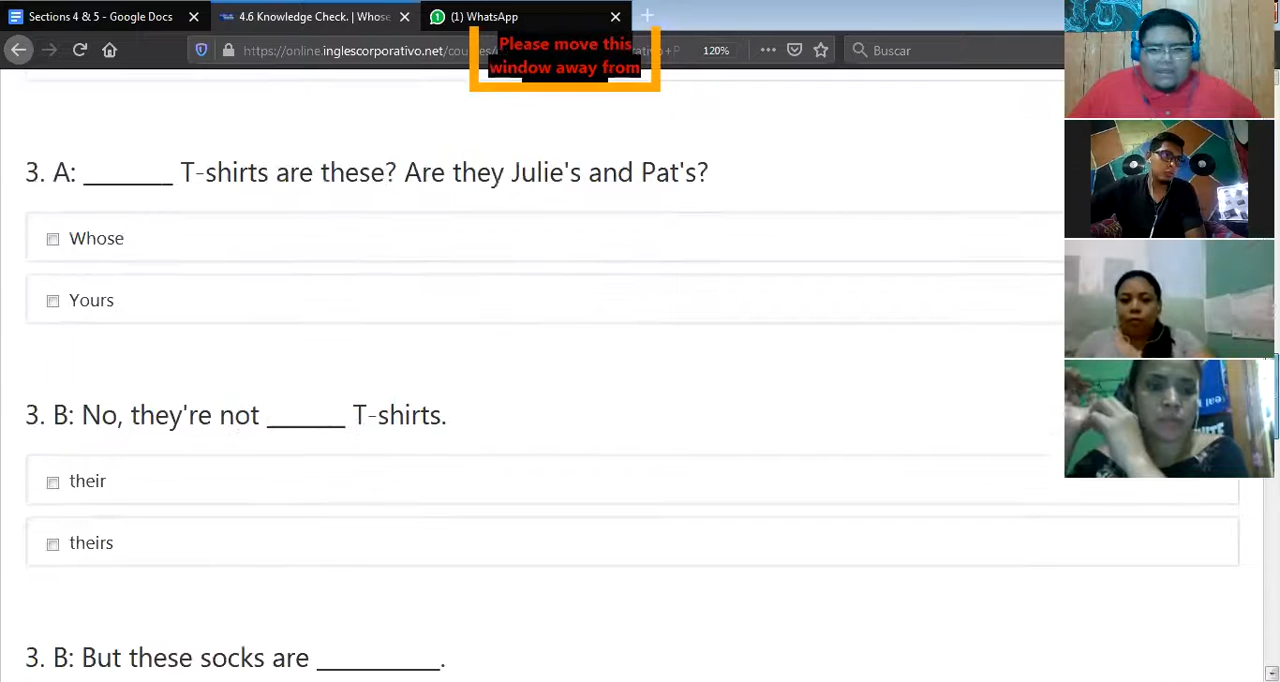 Sections 4 & 5 - Google Docs
4.6 Knowledge Check. | Whose
(1) WhatsApp
https://online.inglescorporativo.net/cou
120%
Buscar
Please move this
window away from
3. A: _______ T-shirts are these? Are they Julie's and Pat's?
Whose
Yours
3. B: No, they're not ______ T-shirts.
their
theirs
3. B: But these socks are __________.